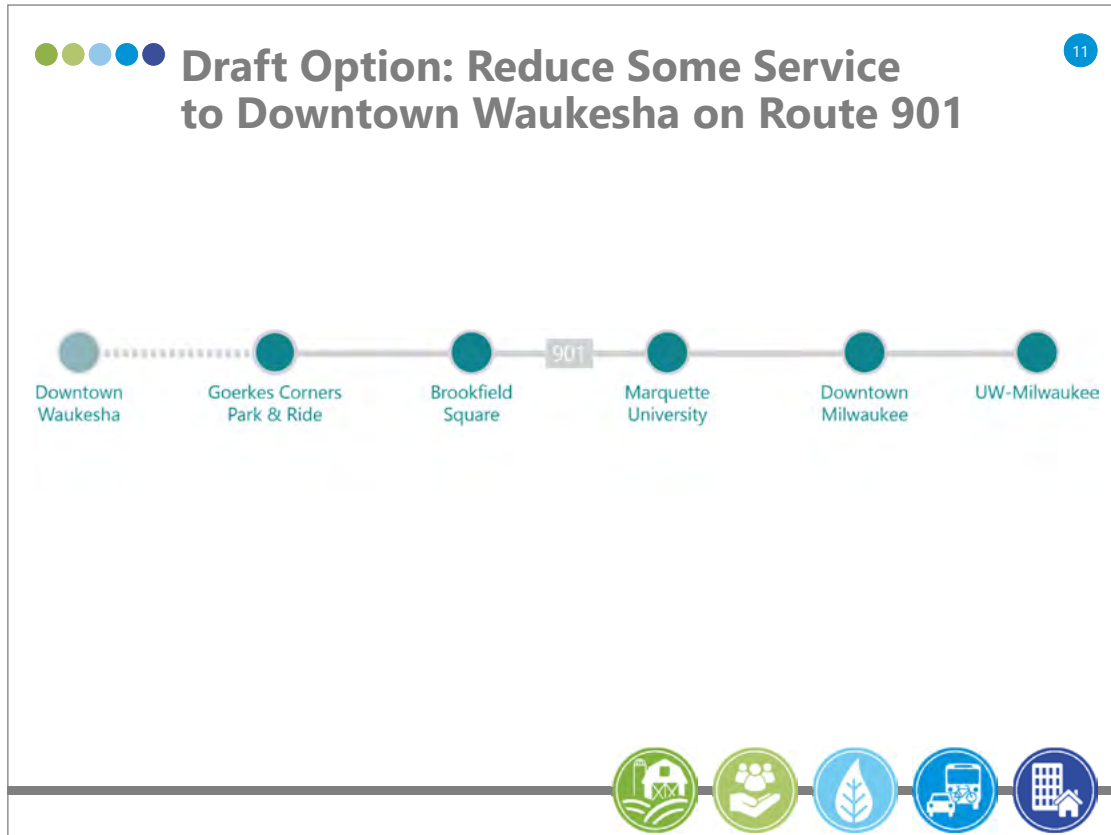 Draft Option: Reduce Some Service
to Downtown Waukesha on Route 901
11
901
Downtown
Waukesha
Goerkes Corners
Park & Ride
Brookfield
Square
Marquette
University
Downtown
Milwaukee
UW-Milwaukee